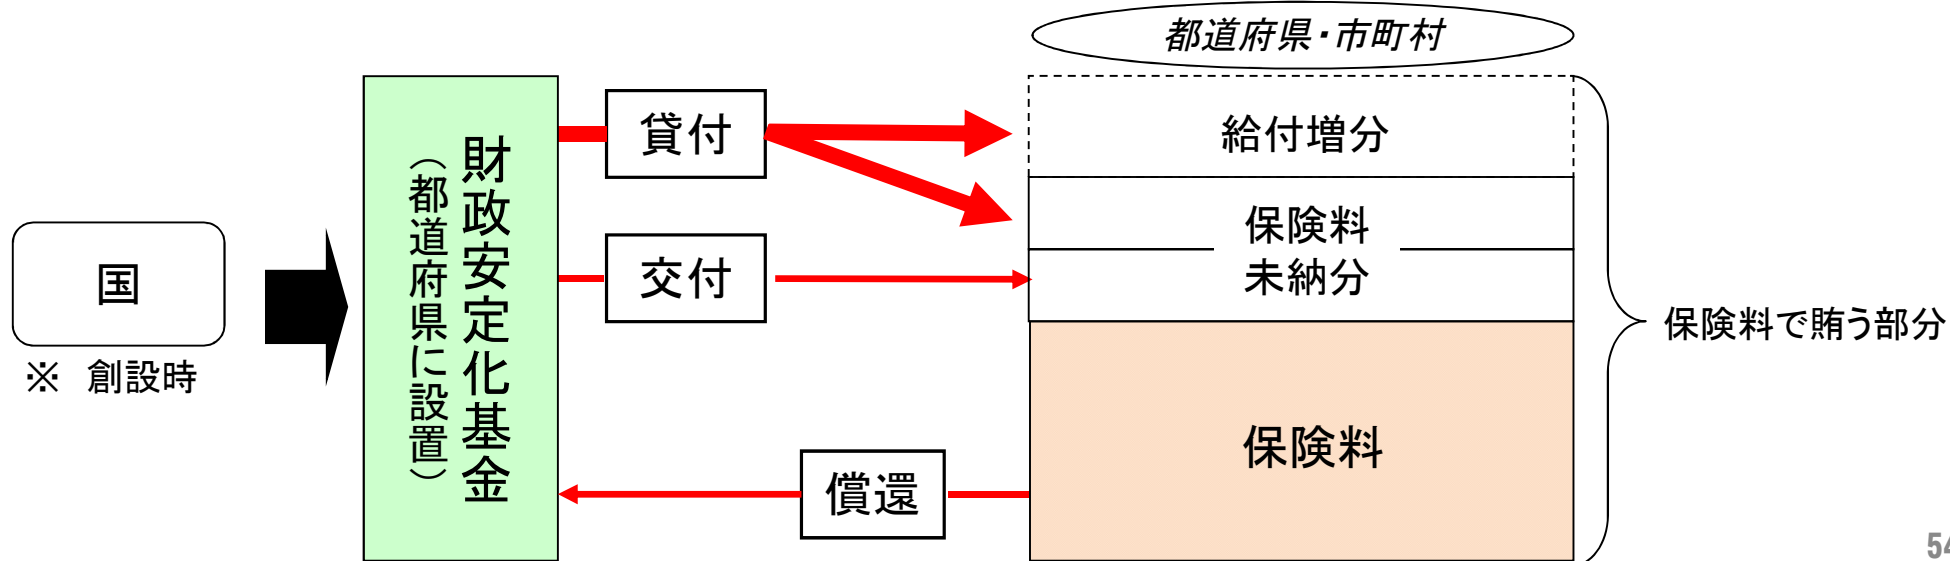 都道府県・市町村
国
※　創設時
財政安定化基金
（都道府県に設置）
貸付
交付
償還
給付増分
保険料
未納分
保険料
保険料で賄う部分
54